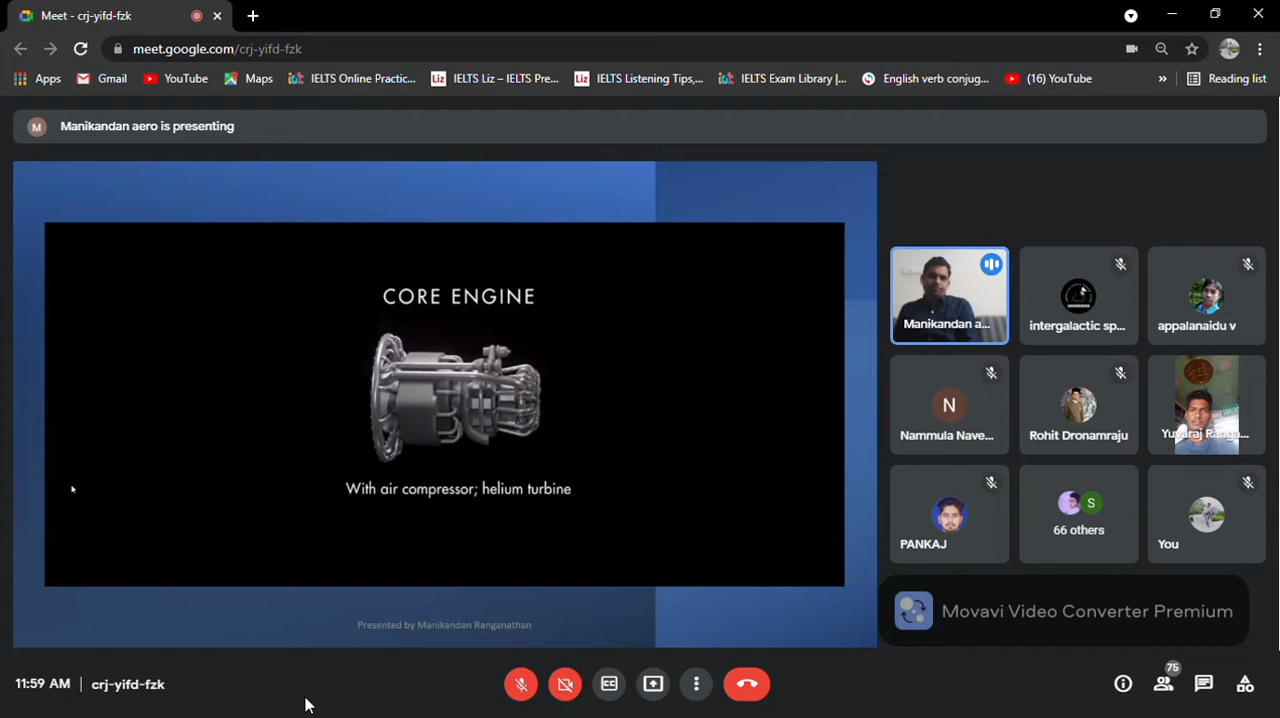 Meet - crj-yifd-fzk
meet.google.com/crj-yifd-fzk
Apps
Gmail
YouTube
Maps
IELTS Online Practic...
Liz
IELTS Liz – IELTS Pre...
Liz
IELTS Listening Tips,...
IELTS Exam Library |...
English verb conjug...
(16) YouTube
»
Reading list
M
Manikandan aero is presenting
CORE ENGINE
With air compressor; helium turbine
Presented by Manikandan Ranganathan
Manikandan a...
intergalactic sp...
appalanaidu v
N
Nammula Nave...
Rohit Dronamraju
Yuvaraj Ranga...
PANKAJ
S
66 others
You
Movavi Video Converter Premium
11:59 AM | crj-yifd-fzk
CC
75